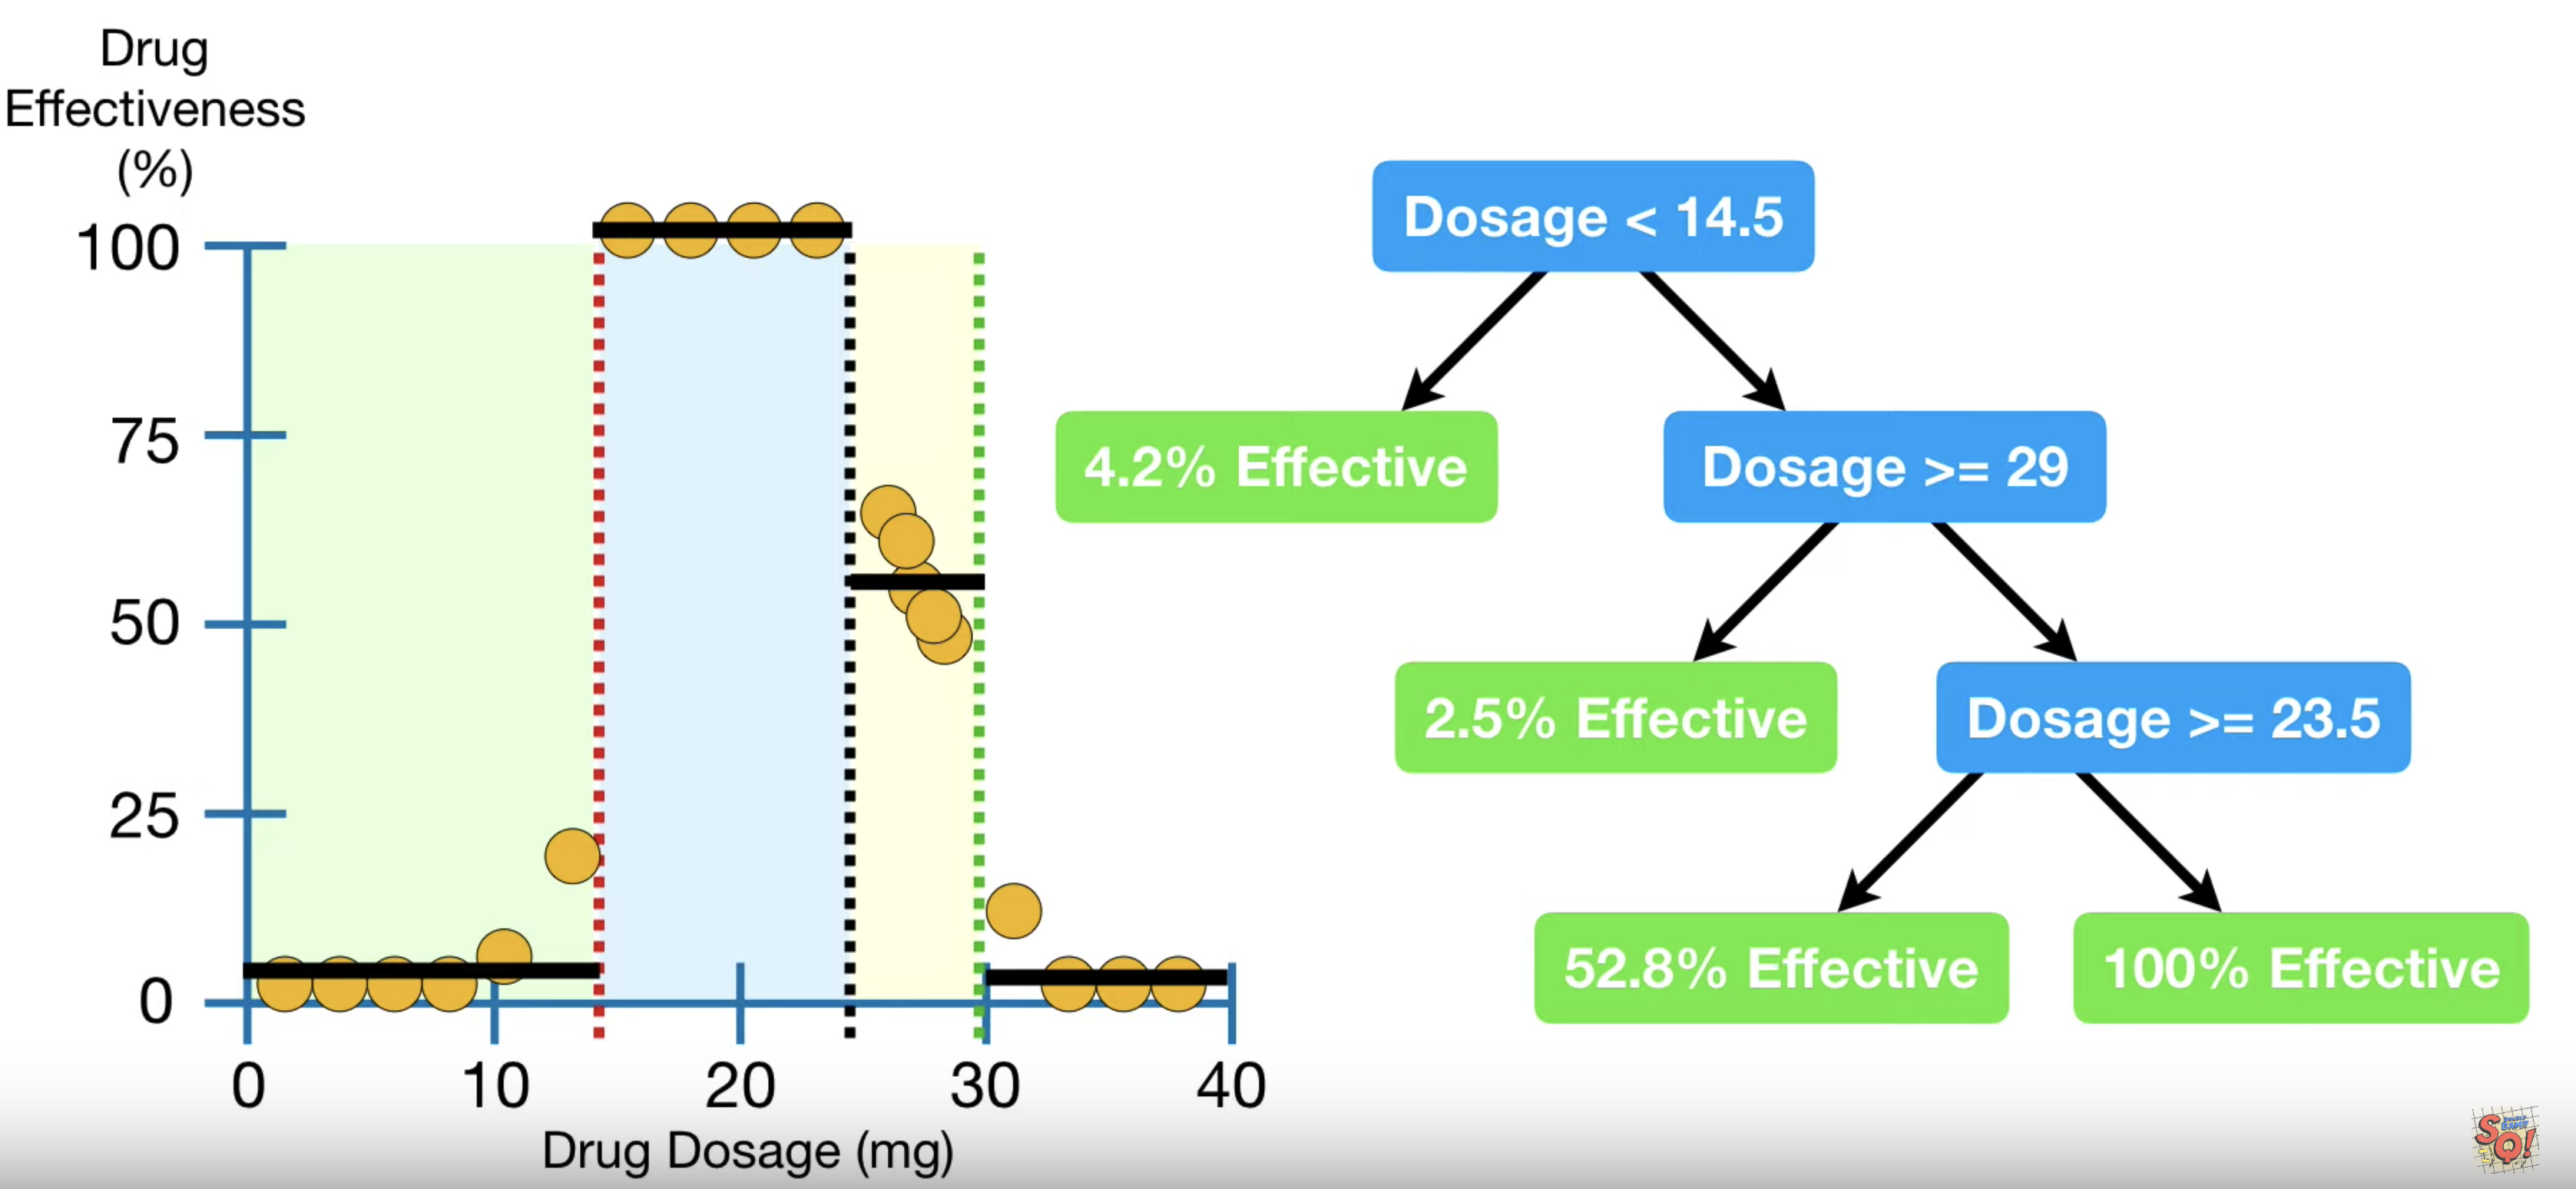 Drug
Effectiveness
(%)
100
75
50
25
0
0 10 20 30 40
Drug Dosage (mg)
Dosage < 14.5
4.2% Effective
Dosage >= 29
2.5% Effective
Dosage >= 23.5
52.8% Effective
100% Effective
SQ!